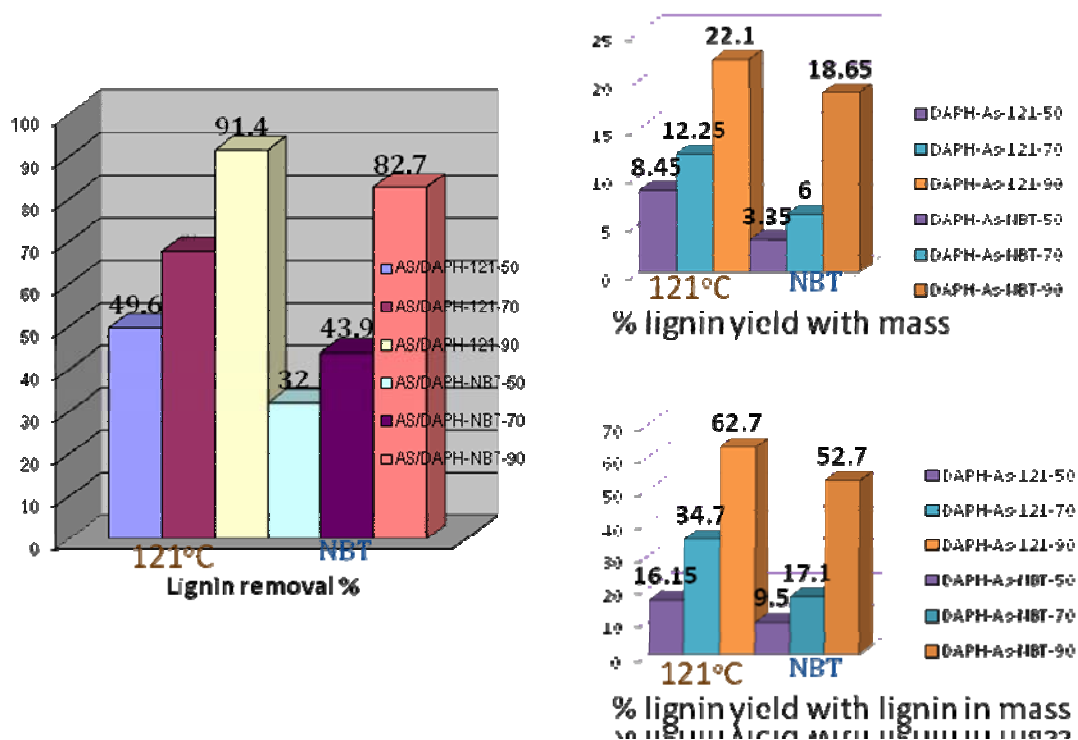 100
90
80
70
60
50
40
30
20
10
0
49.6
91.4
32
43.9
82.7
121°C
NBT
Lignin removal %
AS/DAPH-121-50
AS/DAPH-121-70
AS/DAPH-121-90
AS/DAPH-NBT-50
AS/DAPH-NBT-70
AS/DAPH-NBT-90
25
20
15
10
5
0
8.45
12.25
22.1
3.35
6
18.65
121°C
NBT
% lignin yield with mass
DAPH-As-121-50
DAPH-As-121-70
DAPH-As-121-90
DAPH-As-NBT-50
DAPH-As-NBT-70
DAPH-As-NBT-90
70
60
50
40
30
20
10
0
16.15
34.7
62.7
9.5
17.1
52.7
121°C
NBT
% lignin yield with lignin in mass
DAPH-As-121-50
DAPH-As-121-70
DAPH-As-121-90
DAPH-As-NBT-50
DAPH-As-NBT-70
DAPH-As-NBT-90